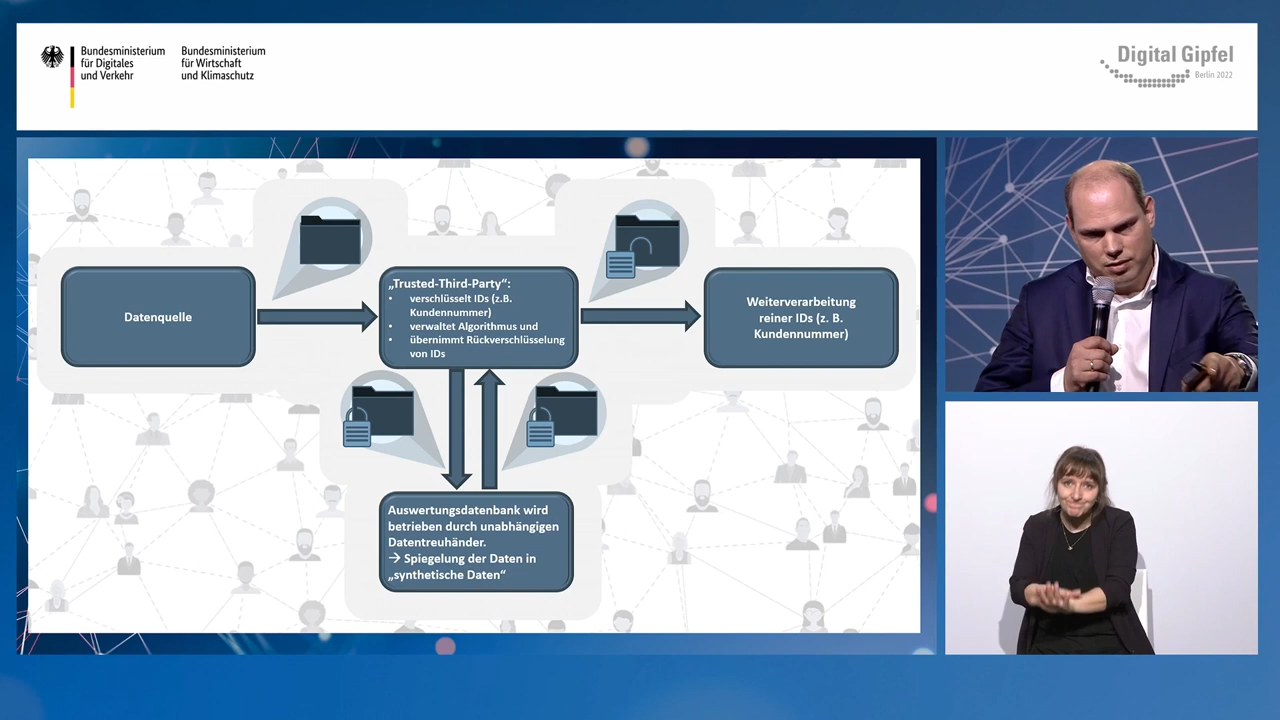 Bundesministerium
für Digitales
und Verkehr
Bundesministerium
für Wirtschaft
und Klimaschutz
Digital Gipfel
Berlin 2022
Datenquelle
„Trusted-Third-Party“:
• verschlüsselt IDs (z.B.
Kundennummer)
• verwaltet Algorithmus und
• übernimmt Rückverschlüsselung
von IDs
Weiterverarbeitung
reiner IDs (z. B.
Kundennummer)
Auswertungsdatenbank wird
betrieben durch unabhängigen
Datentreuhänder.
→ Spiegelung der Daten in
„synthetische Daten“